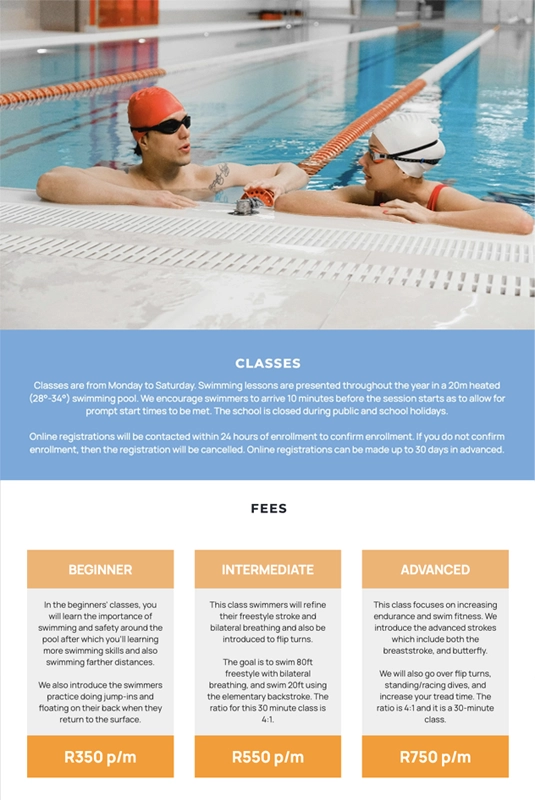 CLASSES
Classes are from Monday to Saturday. Swimming lessons are presented throughout the year in a 20m heated
(28°-34°) swimming pool. We encourage swimmers to arrive 10 minutes before the session starts as to allow for
prompt start times to be met. The school is closed during public and school holidays.
Online registrations will be contacted within 24 hours of enrollment to confirm enrollment. If you do not confirm
enrollment, then the registration will be cancelled. Online registrations can be made up to 30 days in advanced.
FEES
BEGINNER
In the beginners' classes, you
will learn the importance of
swimming and safety around the
pool after which you'll learning
more swimming skills and also
swimming farther distances.
We also introduce the swimmers
practice doing jump-ins and
floating on their back when they
return to the surface.
R350 p/m
INTERMEDIATE
This class swimmers will refine
their freestyle stroke and
bilateral breathing and also be
introduced to flip turns.
The goal is to swim 80ft
freestyle with bilateral
breathing, and swim 20ft using
the elementary backstroke. The
ratio for this 30 minute class is
4:1.
R550 p/m
ADVANCED
This class focuses on increasing
endurance and swim fitness. We
introduce the advanced strokes
which include both the
breaststroke, and butterfly.
We will also go over flip turns,
standing/racing dives, and
increase your tread time. The
ratio is 4:1 and it is a 30-minute
class.
R750 p/m